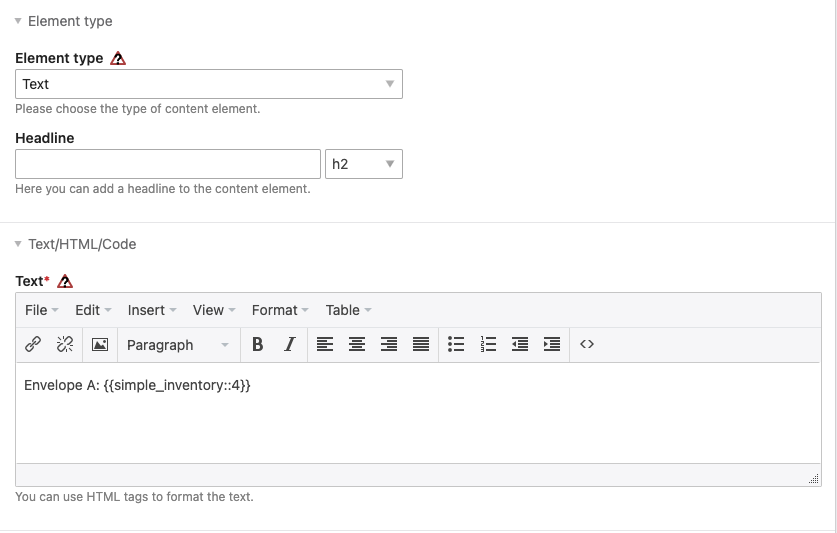 Element type
Element type
Text
Please choose the type of content element.
Headline
h2
Here you can add a headline to the content element.
Text/HTML/Code
Text*
File Edit Insert View Format Table
Paragraph B I
Envelope A: {{simple_inventory::4}}
You can use HTML tags to format the text.